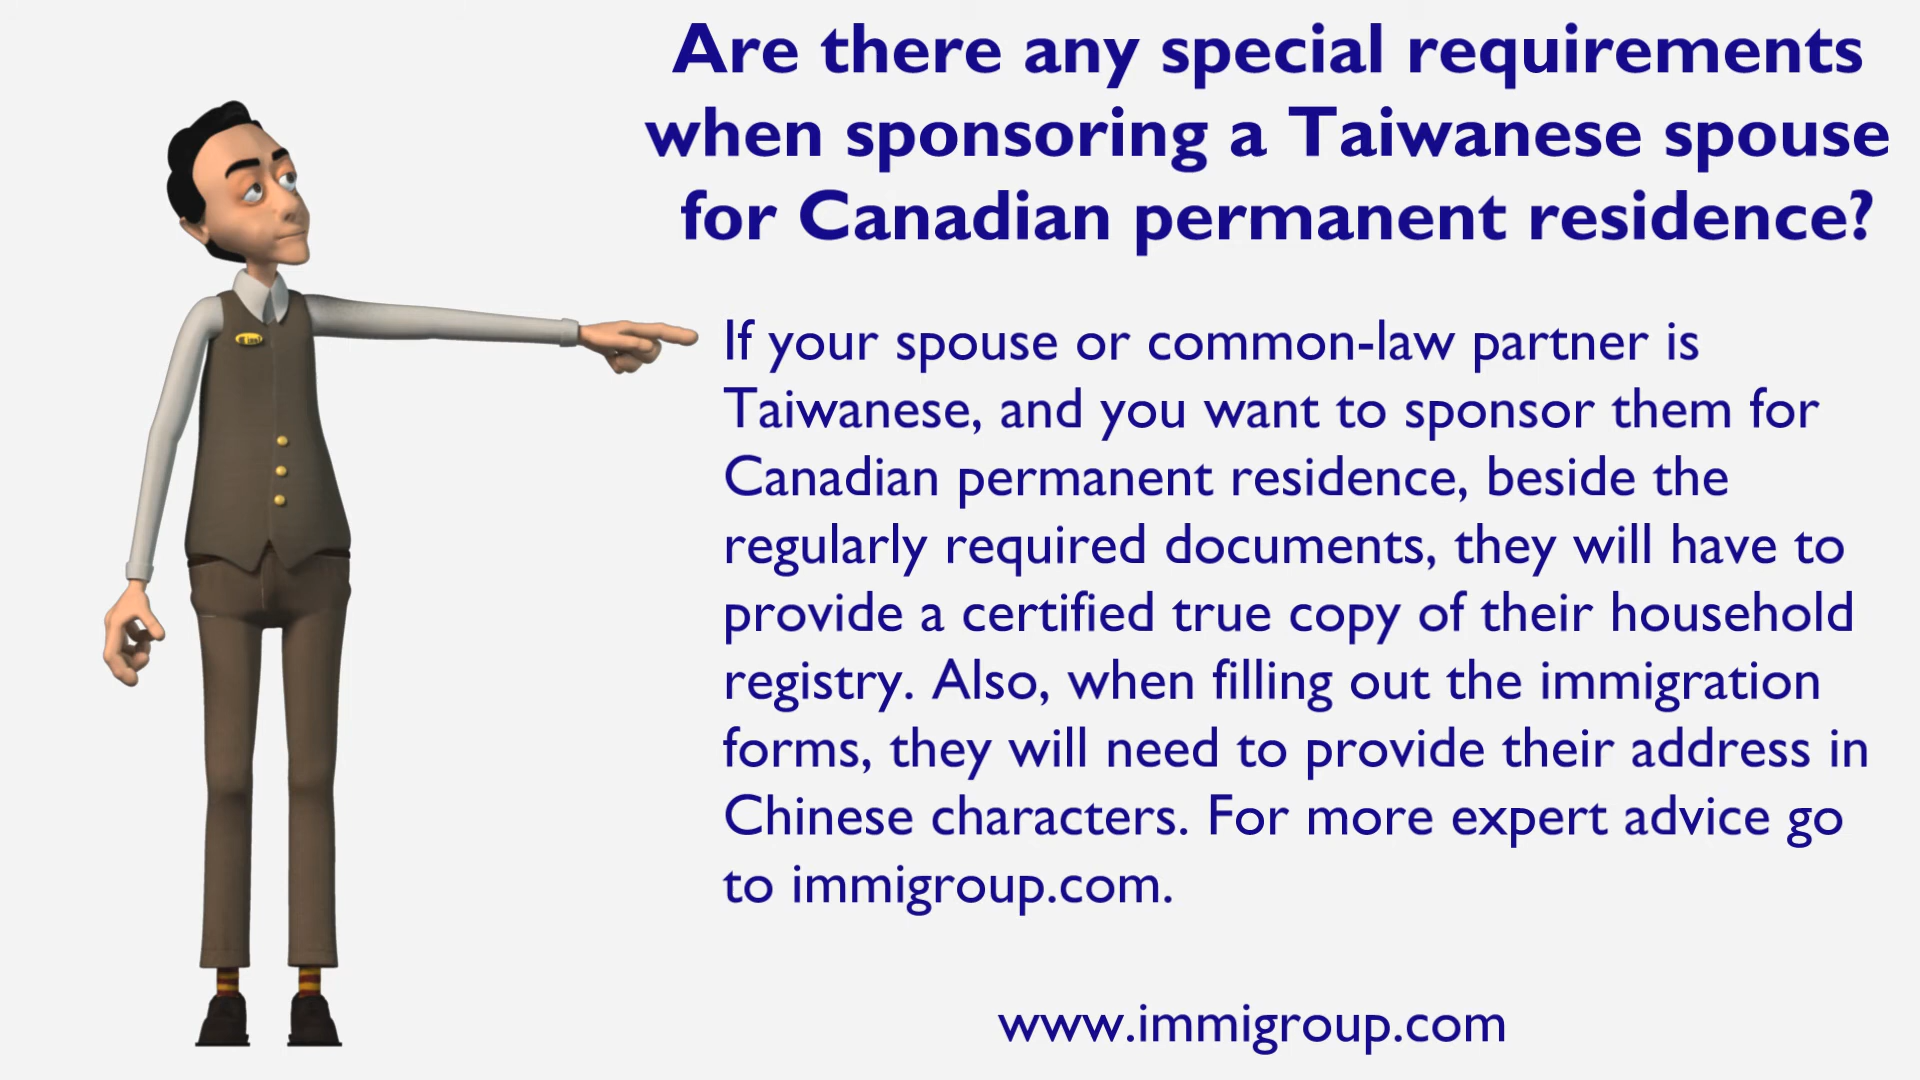 Are there any special requirements
when sponsoring a Taiwanese spouse
for Canadian permanent residence?
If your spouse or common-law partner is
Taiwanese, and you want to sponsor them for
Canadian permanent residence, beside the
regularly required documents, they will have to
provide a certified true copy of their household
registry. Also, when filling out the immigration
forms, they will need to provide their address in
Chinese characters. For more expert advice go
to immigroup.com.
www.immigroup.com